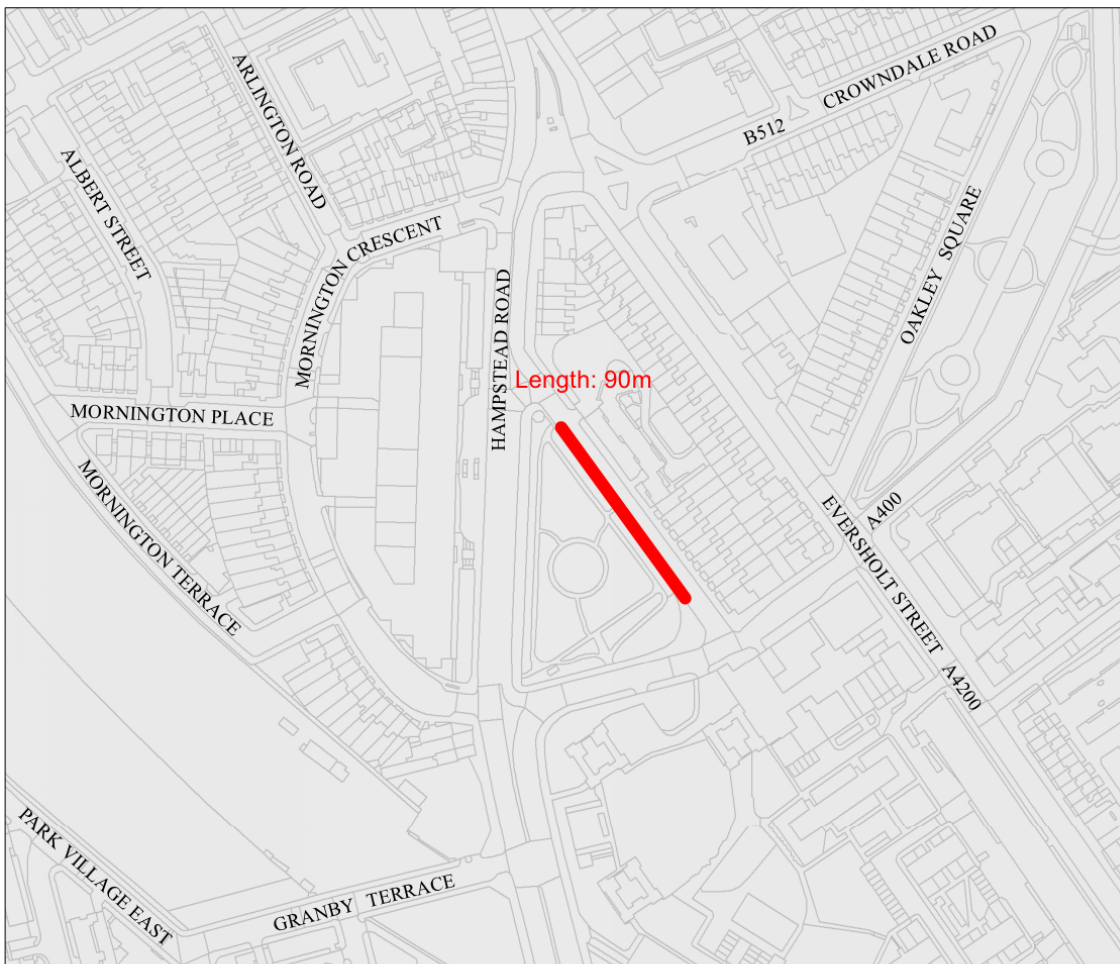 ARLINGTON ROAD
CROWNDALE ROAD
B512
ALBERT STREET
MORNINGTON CRESCENT
OAKLEY SQUARE
HAMPSTEAD ROAD
Length: 90m
MORNINGTON PLACE
MORNINGTON TERRACE
A400
EVERSHOLT STREET
A4200
PARK VILLAGE EAST
GRANBY TERRACE